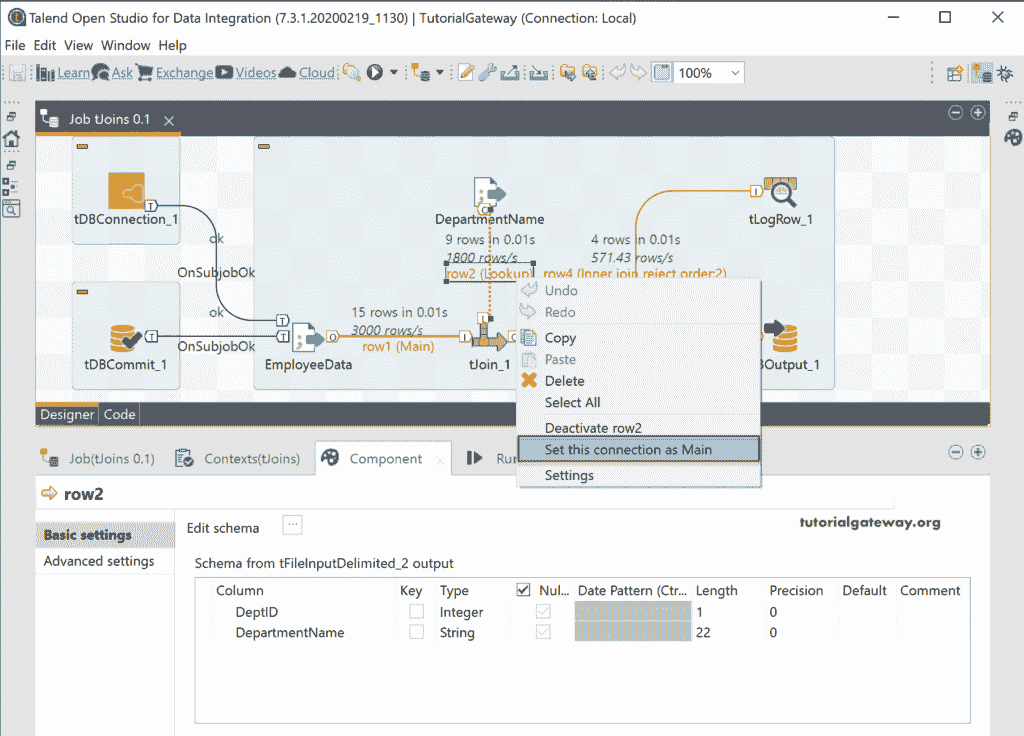 Talend Open Studio for Data Integration (7.3.1.20200219_1130) | TutorialGateway (Connection: Local)
File Edit View Window Help
Learn Ask Exchange Videos Cloud 100%
Job tJoins 0.1
tDBConnection_1 DepartmentName tLogRow_1
ok 9 rows in 0.01s 4 rows in 0.01s
1800 rows/s 571.43 rows/s
OnSubjobOk row2 (Lookup) row4 (Inner join reject order:2)
Undo
ok 15 rows in 0.01s Redo
3000 rows/s
Copy
OnSubjobOk row1 (Main)
Paste
tDBCommit_1 EmployeeData tJoin_1 BOutput_1
Delete
Select All
Designer Code
Deactivate row2
Set this connection as Main
Job(tJoins 0.1) Contexts(tJoins) Component Run
Settings
row2
tutorialgateway.org
Basic settings Edit schema ...
Advanced settings Schema from tFileInputDelimited_2 output
Column Key Type Nul... Date Pattern (Ctr... Length Precision Default Comment
DeptID Integer 1 0
DepartmentName String 22 0